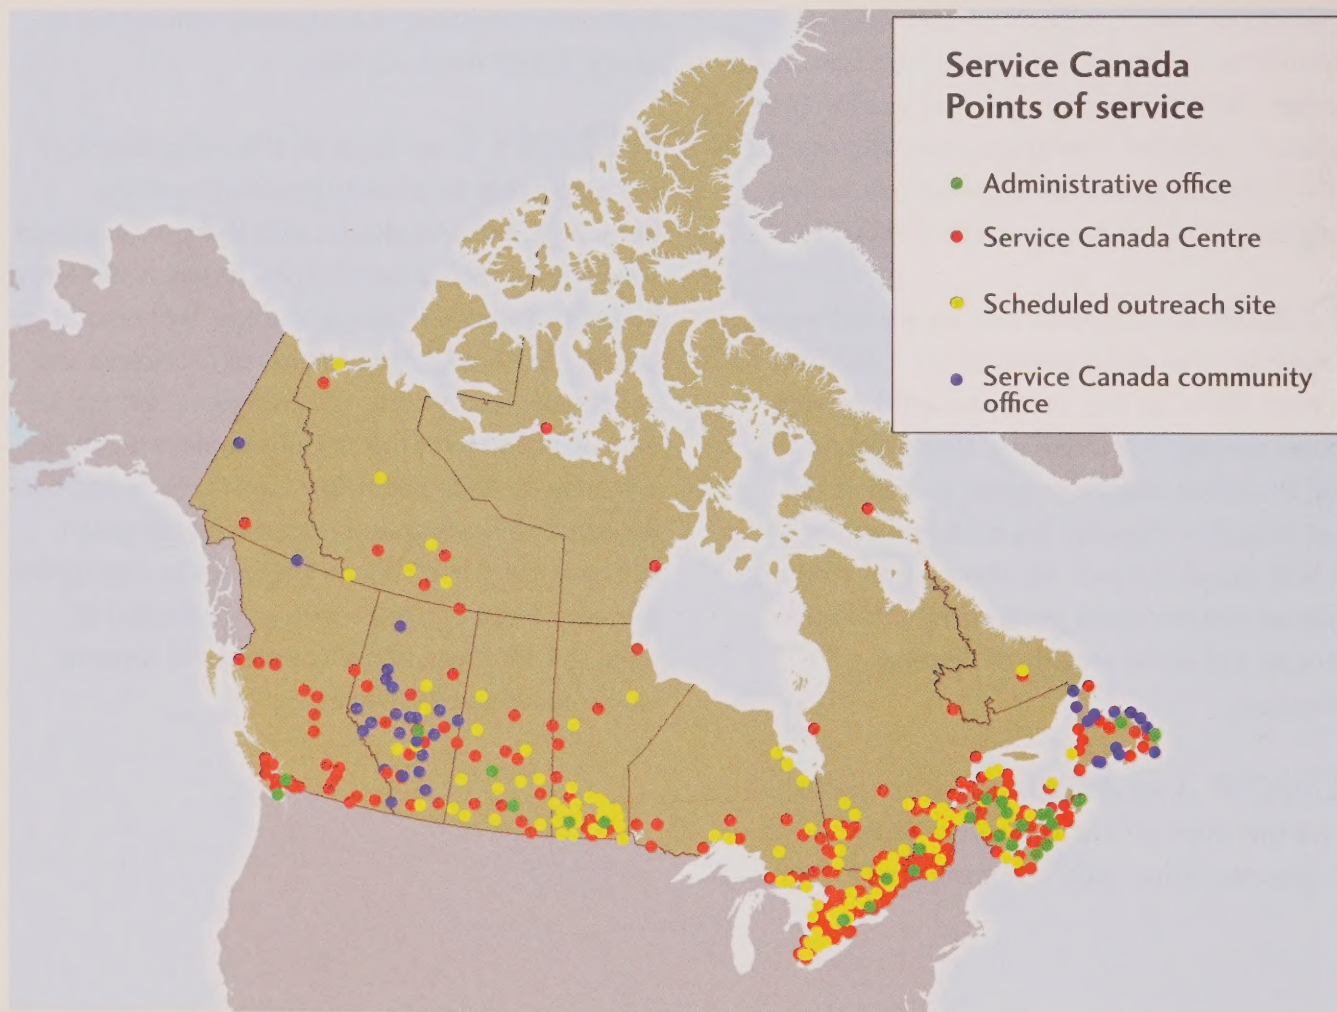 Service Canada
Points of service
Administrative office
Service Canada Centre
Scheduled outreach site
Service Canada community
office